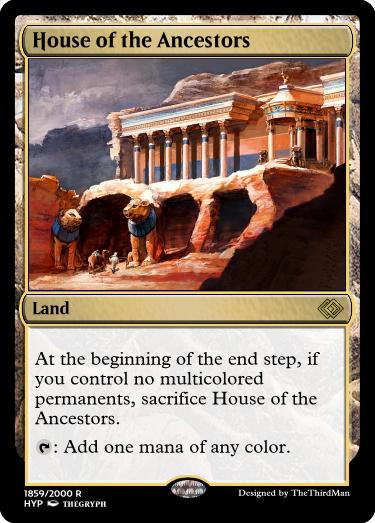 House of the Ancestors
Land
At the beginning of the end step, if
you control no multicolored
permanents, sacrifice House of the
Ancestors.
: Add one mana of any color.
1859/2000 R
HYP THEGRYPH
Designed by TheThirdMan